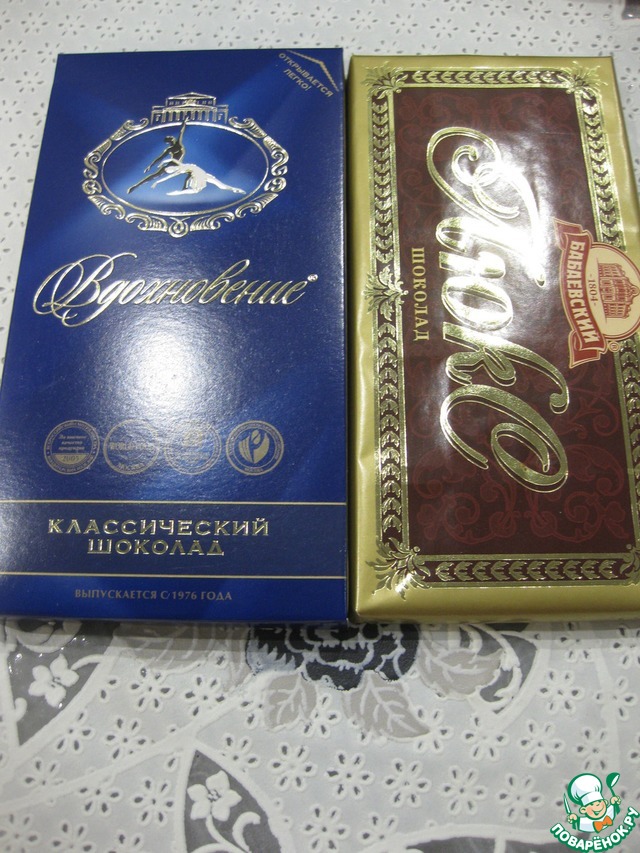 ОТКРЫВАЕТСЯ
ЛЕГКО!
Вдохновение
КЛАССИЧЕСКИЙ
ШОКОЛАД
ВЫПУСКАЕТСЯ С 1976 ГОДА
Люкс
ШОКОЛАД
БАБАЕВСКИЙ
-1804-
ПОВАРЁНОК.РУ